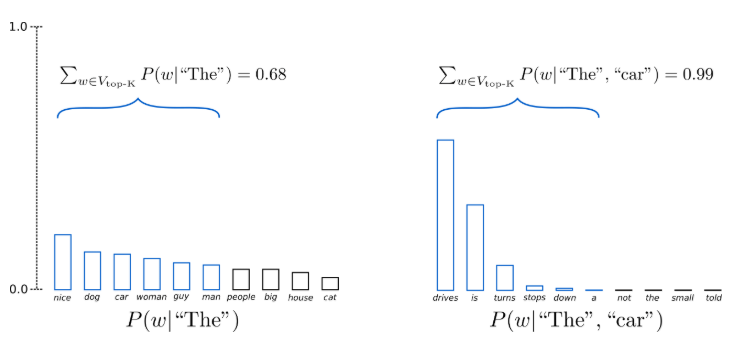 1.0
∑w∈Vtop-K P(w|“The”) = 0.68
∑w∈Vtop-K P(w|“The”, “car”) = 0.99
0.0
nice dog car woman guy man people big house cat
drives is turns stops down a not the small told
P(w|“The”)
P(w|“The”, “car”)